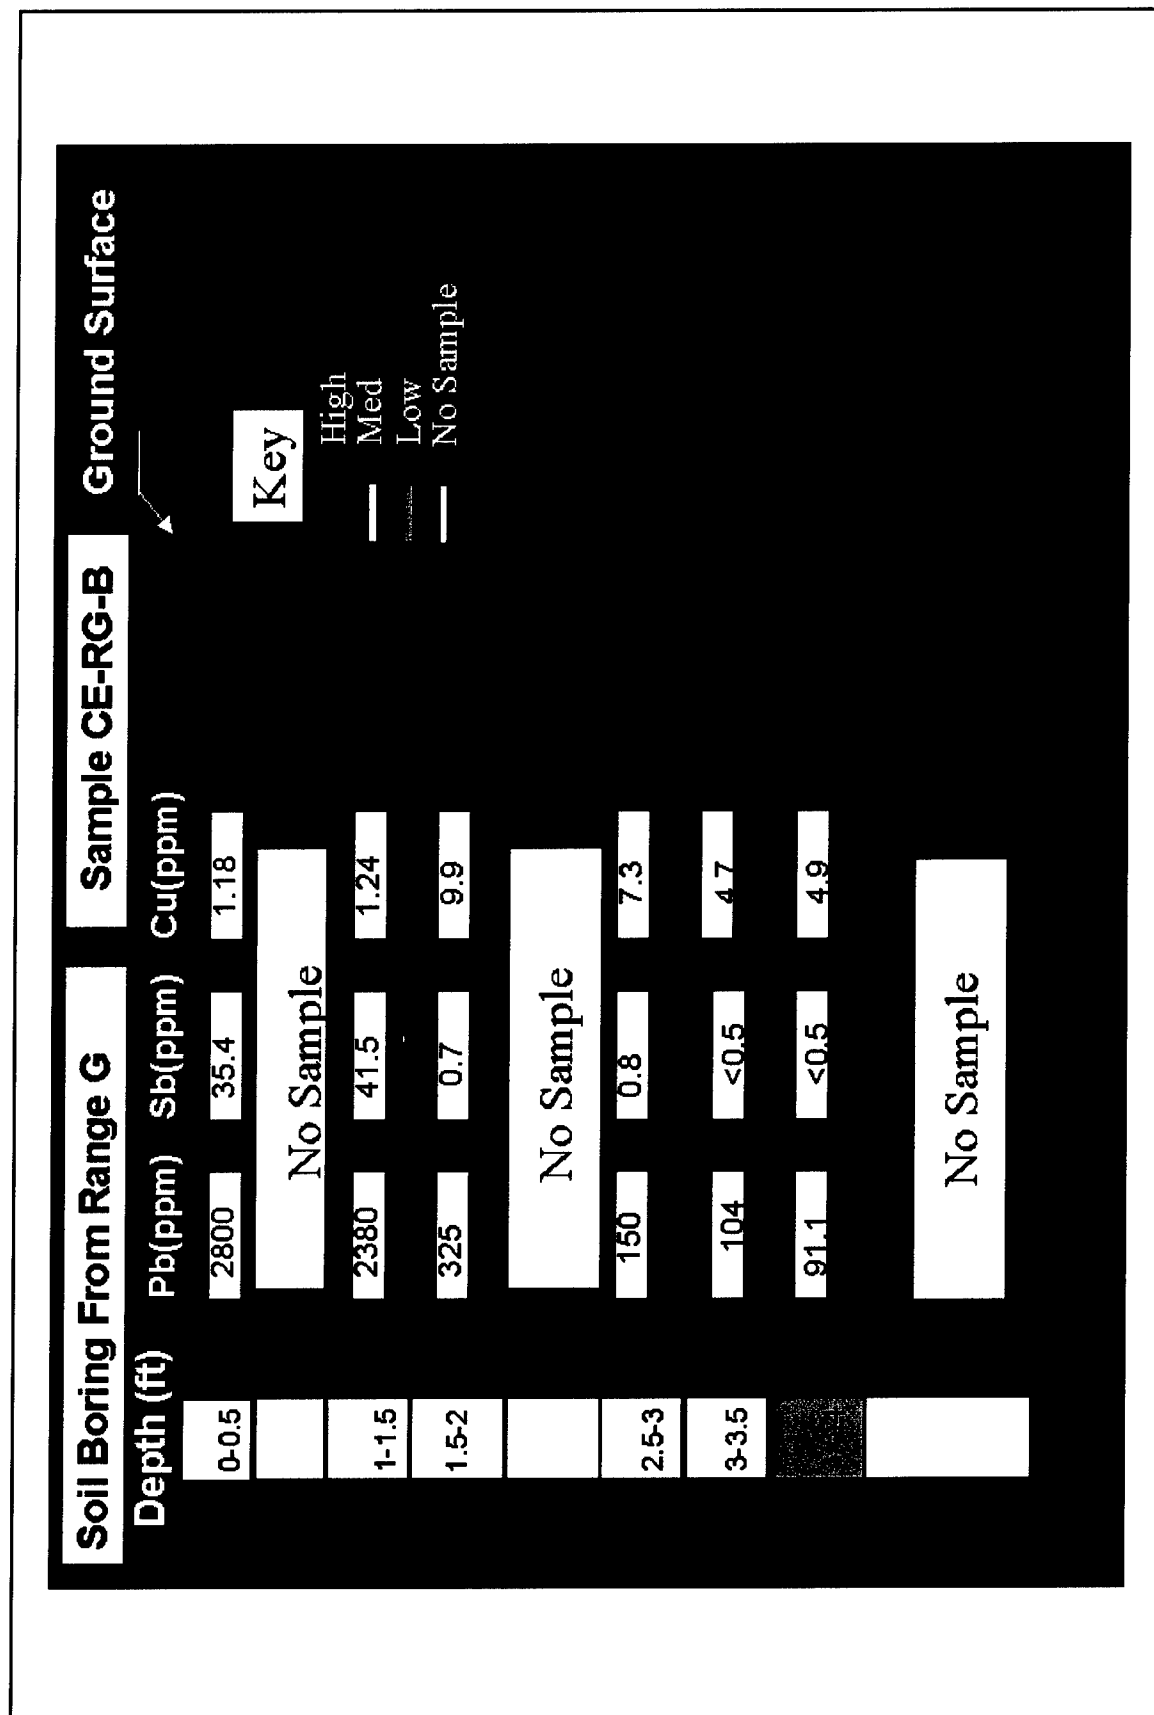 Soil Boring From Range G
Sample CE-RG-B
Ground Surface
Depth (ft) Pb(ppm) Sb(ppm) Cu(ppm)
0-0.5 2800 35.4 1.18
No Sample
1-1.5 2380 41.5 1.24
1.5-2 325 0.7 9.9
No Sample
2.5-3 150 0.8 7.3
3-3.5 104 <0.5 4.7
91.1 <0.5 4.9
No Sample
Key
High
Med
Low
No Sample